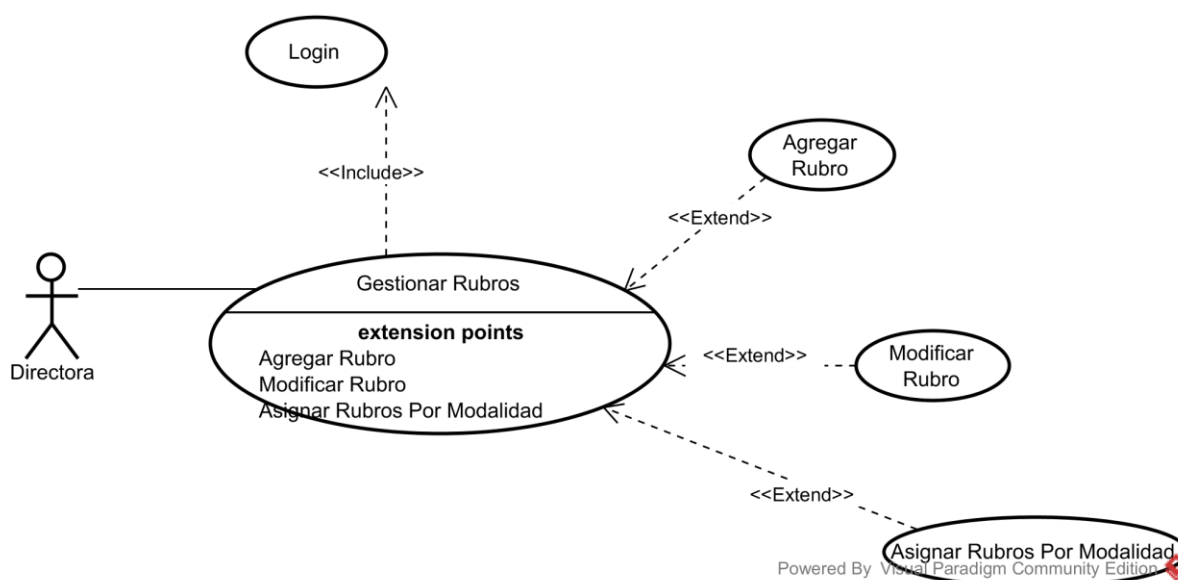 Login
<<Include>>
Agregar
Rubro
<<Extend>>
Directora
Gestionar Rubros
extension points
Agregar Rubro
Modificar Rubro
Asignar Rubros Por Modalidad
<<Extend>>
Modificar
Rubro
<<Extend>>
Asignar Rubros Por Modalidad
Powered By Visual Paradigm Community Edition